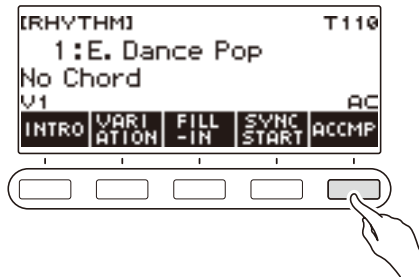 [RHYTHM] T110
1:E. Dance Pop
No Chord
V1 AC
INTRO VARI ATION FILL -IN SYNC START ACCMP